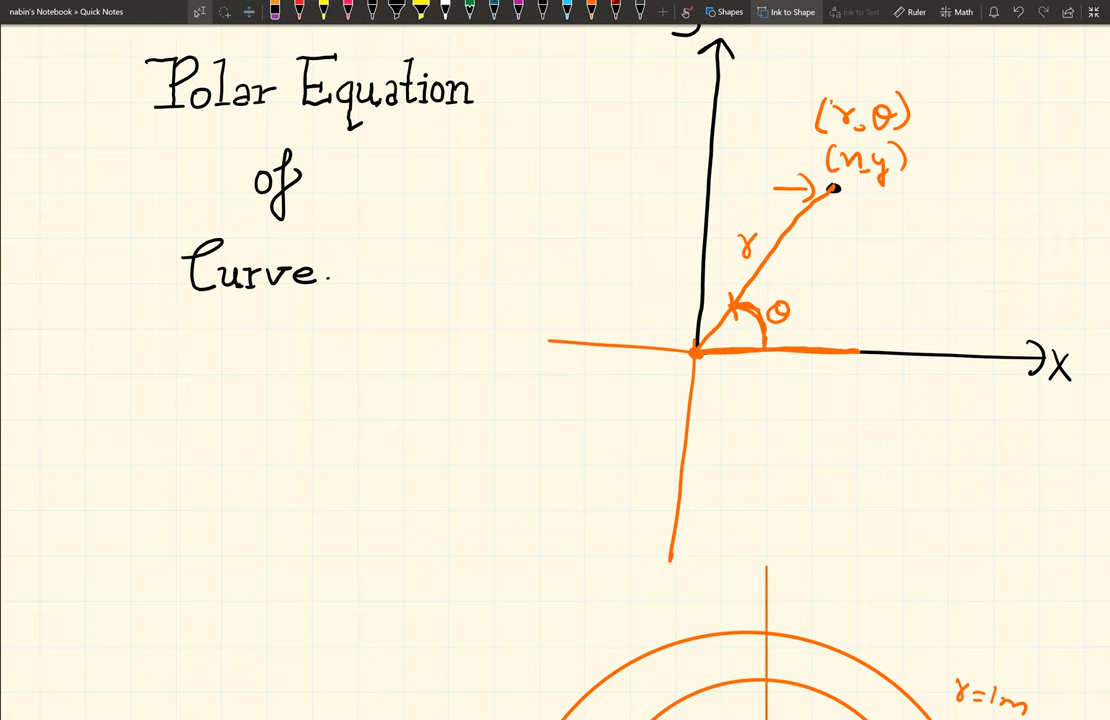 nabin's Notebook » Quick Notes
Shapes
Ink to Shape
Ink to Text
Ruler
Math
Polar Equation
of
Curve.
(r, θ)
(x, y)
r
θ
X
r = 1m